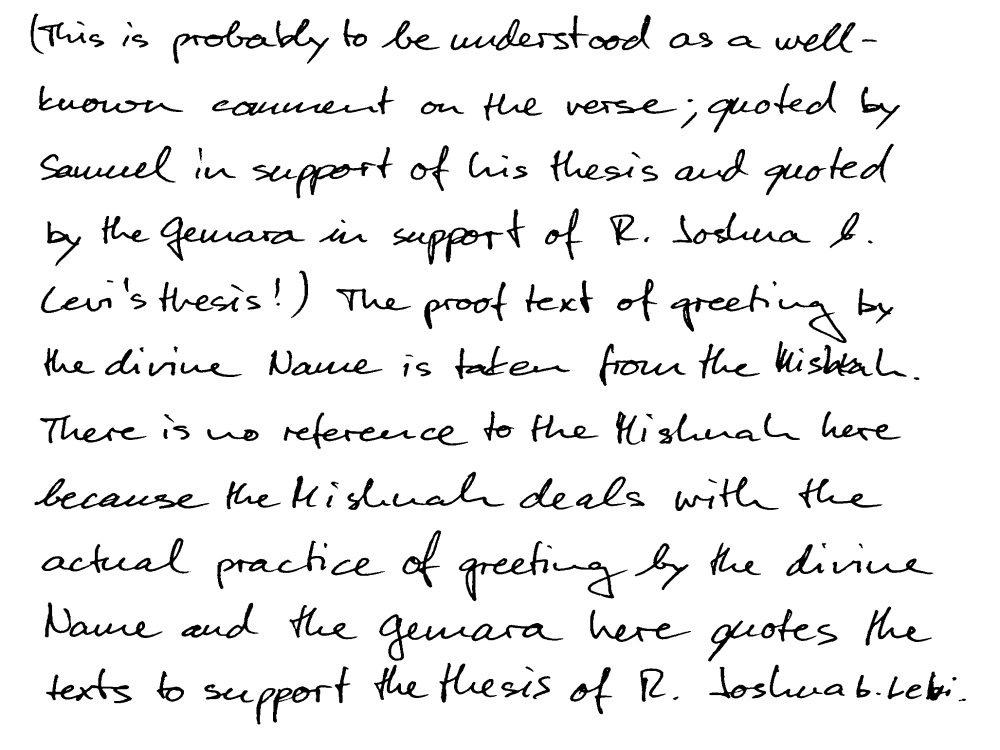 (This is probably to be understood as a well-
known comment on the verse; quoted by
Samuel in support of his thesis and quoted
by the Gemara in support of R. Joshua b.
Levi's thesis!) The proof text of greeting by
the divine Name is taken from the Mishnah.
There is no reference to the Mishnah here
because the Mishnah deals with the
actual practice of greeting by the divine
Name and the Gemara here quotes the
texts to support the thesis of R. Joshua b. Lebi.